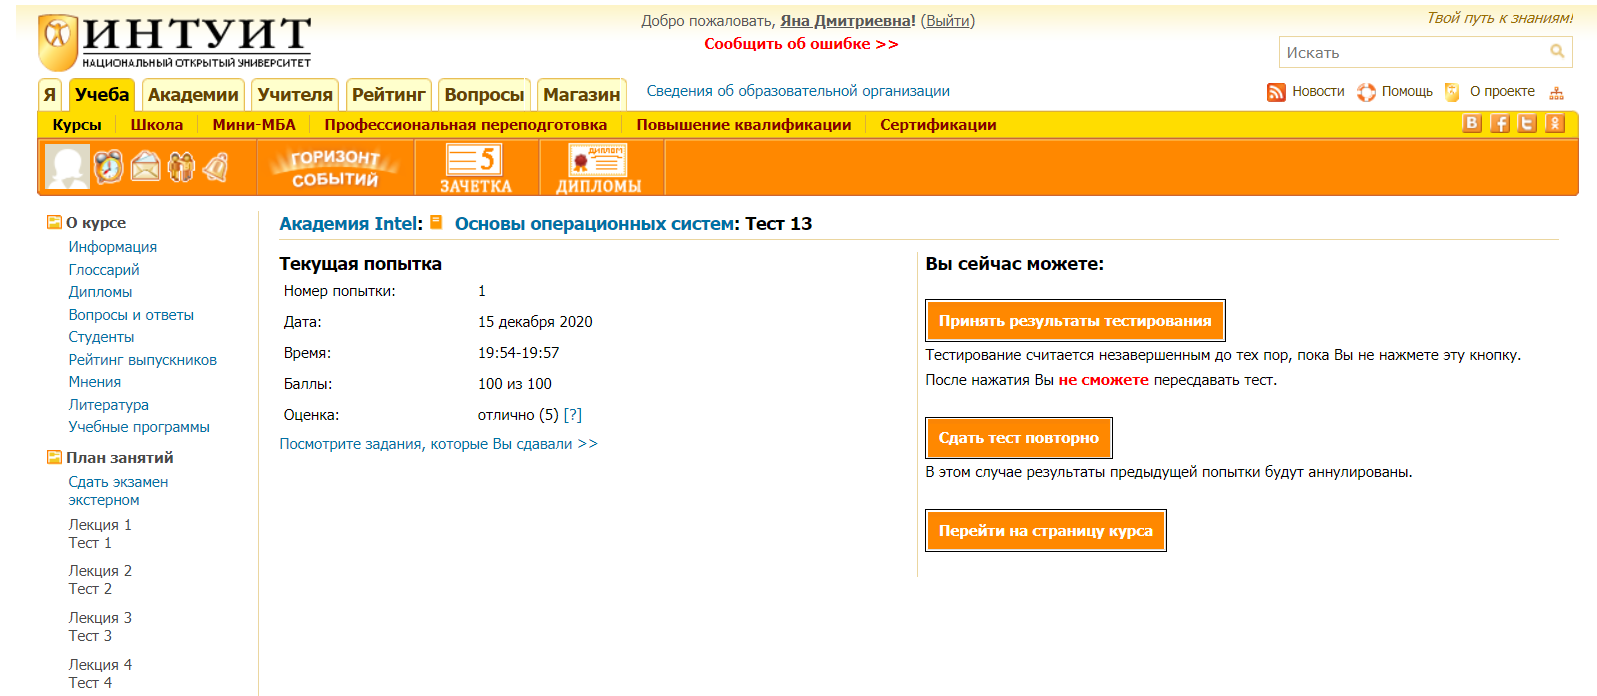 ИНТУИТ
НАЦИОНАЛЬНЫЙ ОТКРЫТЫЙ УНИВЕРСИТЕТ
Добро пожаловать, Яна Дмитриевна! (Выйти)
Сообщить об ошибке >>
Твой путь к знаниям!
Искать
Я Учеба Академии Учителя Рейтинг Вопросы Магазин Сведения об образовательной организации
Новости Помощь О проекте
Курсы Школа Мини-МБА Профессиональная переподготовка Повышение квалификации Сертификации
ГОРИЗОНТ СОБЫТИЙ
5
ЗАЧЕТКА
ДИПЛОМ
ДИПЛОМЫ
О курсе
Информация
Глоссарий
Дипломы
Вопросы и ответы
Студенты
Рейтинг выпускников
Мнения
Литература
Учебные программы
План занятий
Сдать экзамен
экстерном
Лекция 1
Тест 1
Лекция 2
Тест 2
Лекция 3
Тест 3
Лекция 4
Тест 4
Академия Intel: Основы операционных систем: Тест 13
Текущая попытка
Номер попытки: 1
Дата: 15 декабря 2020
Время: 19:54-19:57
Баллы: 100 из 100
Оценка: отлично (5) [?]
Посмотрите задания, которые Вы сдавали >>
Вы сейчас можете:
Принять результаты тестирования
Тестирование считается незавершенным до тех пор, пока Вы не нажмете эту кнопку.
После нажатия Вы не сможете пересдавать тест.
Сдать тест повторно
В этом случае результаты предыдущей попытки будут аннулированы.
Перейти на страницу курса